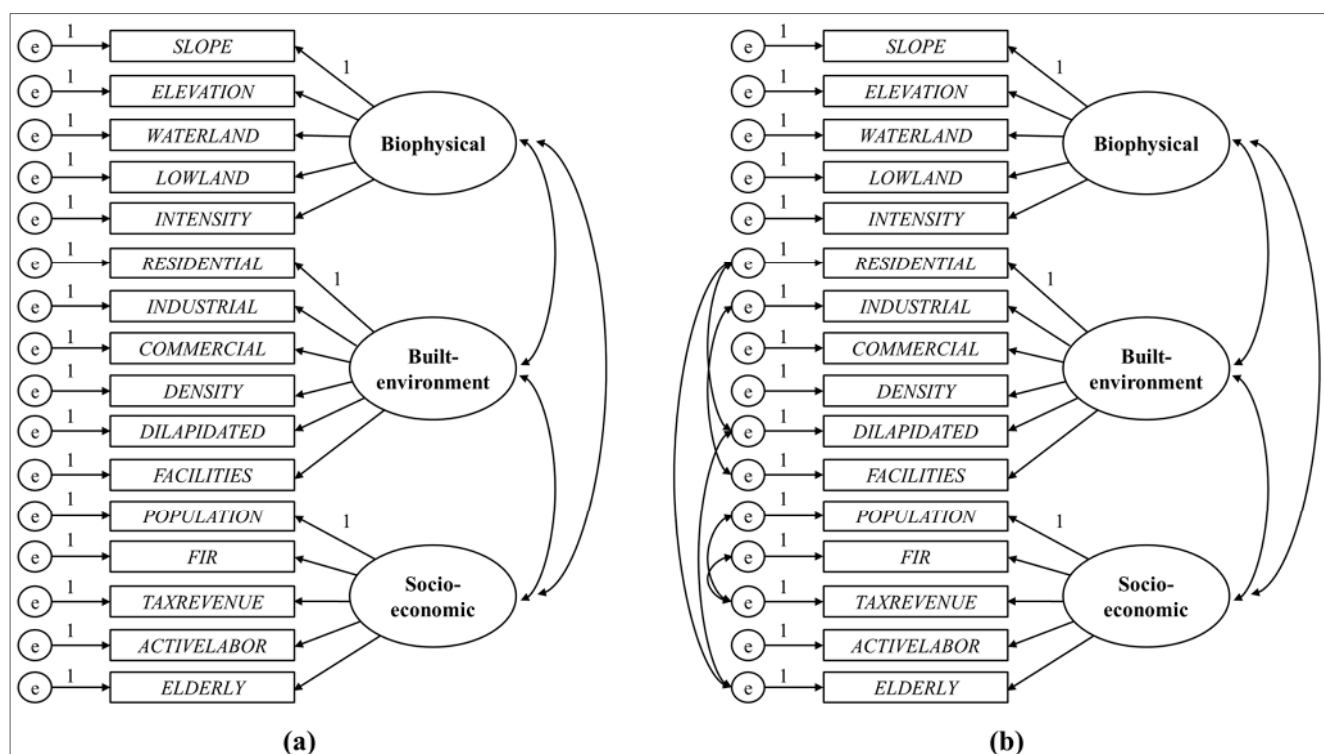 e 1 SLOPE
1
e 1 ELEVATION
e 1 WATERLAND
Biophysical
e 1 LOWLAND
e 1 INTENSITY
e 1 RESIDENTIAL
1
e 1 INDUSTRIAL
e 1 COMMERCIAL
Built-
environment
e 1 DENSITY
e 1 DILAPIDATED
e 1 FACILITIES
e 1 POPULATION
1
e 1 FIR
e 1 TAXREVENUE
Socio-
economic
e 1 ACTIVELABOR
e 1 ELDERLY
(a)
e 1 SLOPE
1
e 1 ELEVATION
e 1 WATERLAND
Biophysical
e 1 LOWLAND
e 1 INTENSITY
e 1 RESIDENTIAL
1
e 1 INDUSTRIAL
e 1 COMMERCIAL
Built-
environment
e 1 DENSITY
e 1 DILAPIDATED
e 1 FACILITIES
e 1 POPULATION
1
e 1 FIR
e 1 TAXREVENUE
Socio-
economic
e 1 ACTIVELABOR
e 1 ELDERLY
(b)